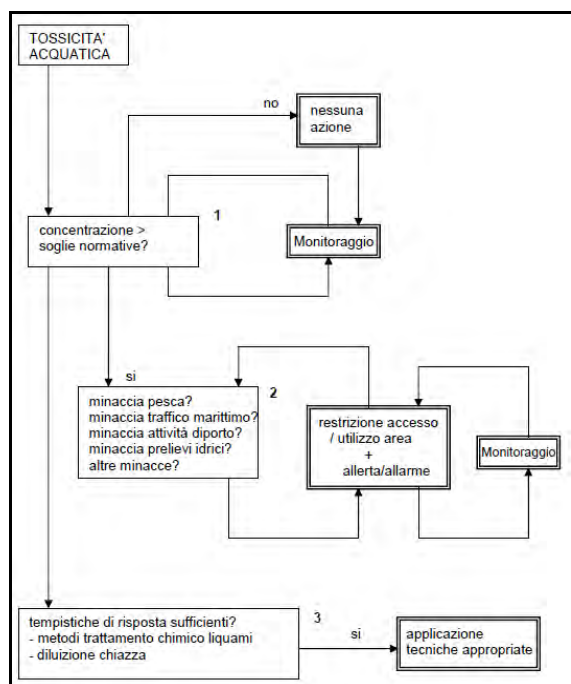 TOSSICITA'
ACQUATICA
no
nessuna
azione
1
concentrazione >
soglie normative?
Monitoraggio
si
minaccia pesca?
minaccia traffico marittimo?
minaccia attività diporto?
minaccia prelievi idrici?
altre minacce?
2
restrizione accesso
/ utilizzo area
+
allerta/allarme
Monitoraggio
tempistiche di risposta sufficienti?
- metodi trattamento chimico liquami
- diluizione chiazza
3
si
applicazione
tecniche appropriate